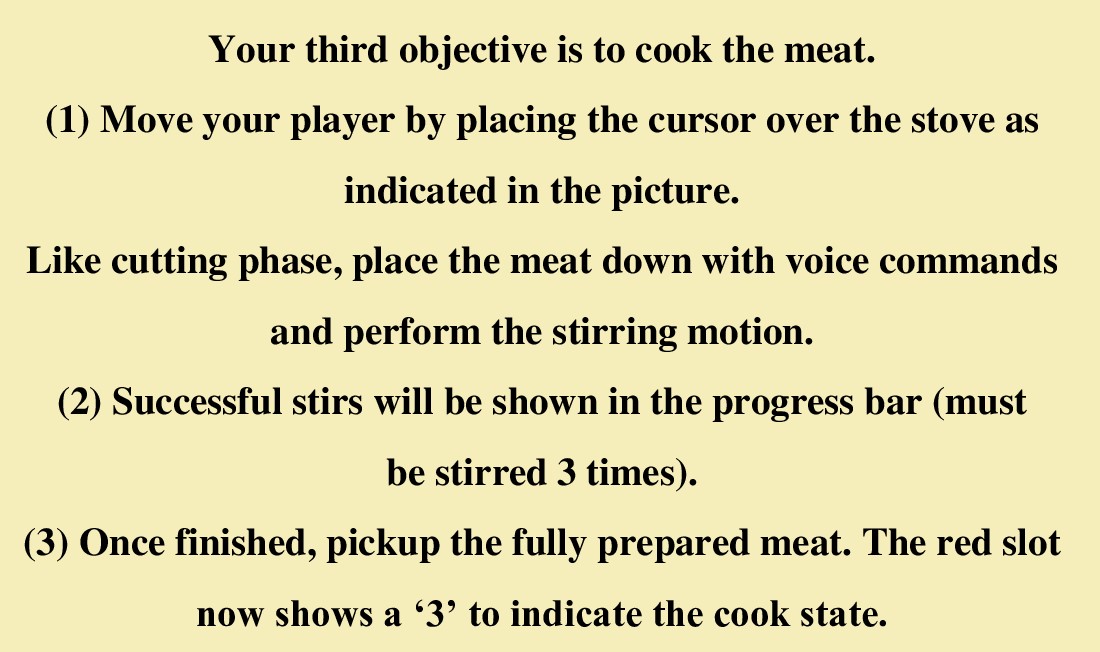 Your third objective is to cook the meat.
(1) Move your player by placing the cursor over the stove as
indicated in the picture.
Like cutting phase, place the meat down with voice commands
and perform the stirring motion.
(2) Successful stirs will be shown in the progress bar (must
be stirred 3 times).
(3) Once finished, pickup the fully prepared meat. The red slot
now shows a ‘3’ to indicate the cook state.